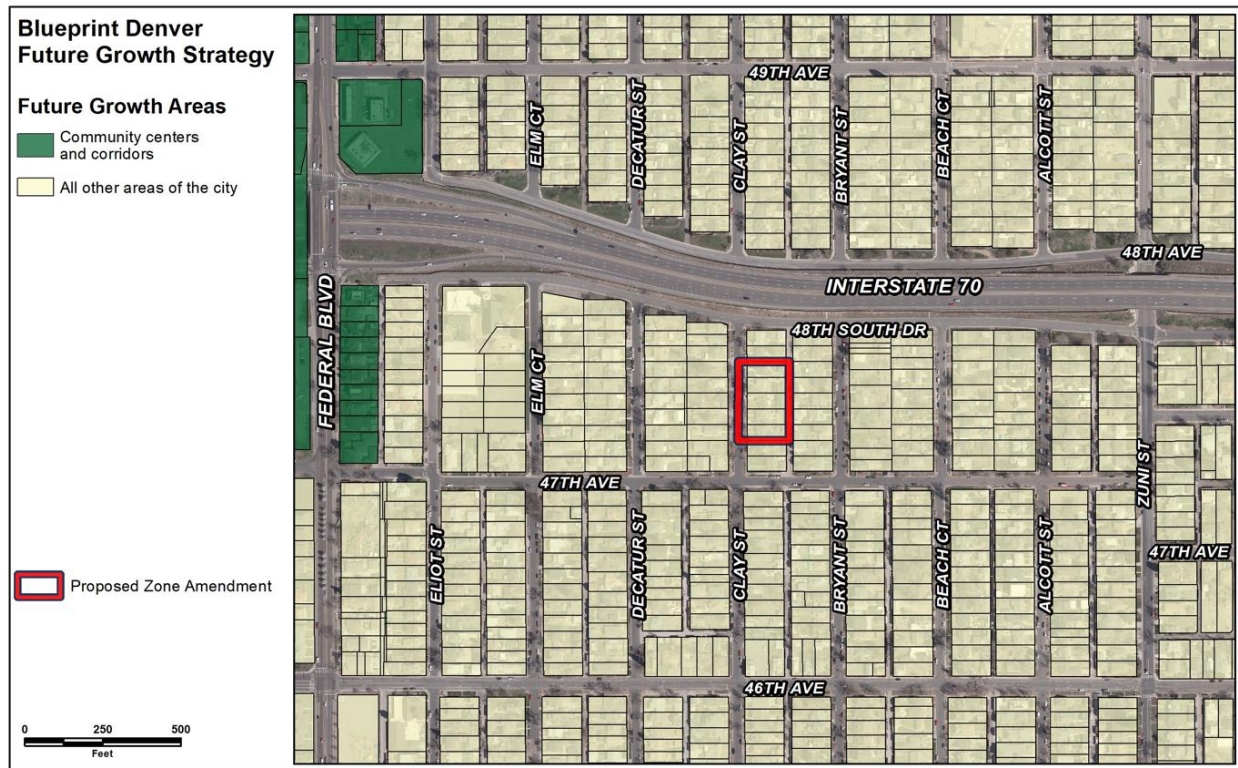 Blueprint Denver
Future Growth Strategy
Future Growth Areas
Community centers
and corridors
All other areas of the city
Proposed Zone Amendment
0 250 500
Feet
49TH AVE
ELM CT
DECATUR ST
CLAY ST
BRYANT ST
BEACH CT
ALCOTT ST
48TH AVE
FEDERAL BLVD
INTERSTATE 70
48TH SOUTH DR
ELM CT
47TH AVE
ZUNI ST
47TH AVE
ELIOT ST
DECATUR ST
CLAY ST
BRYANT ST
BEACH CT
ALCOTT ST
46TH AVE